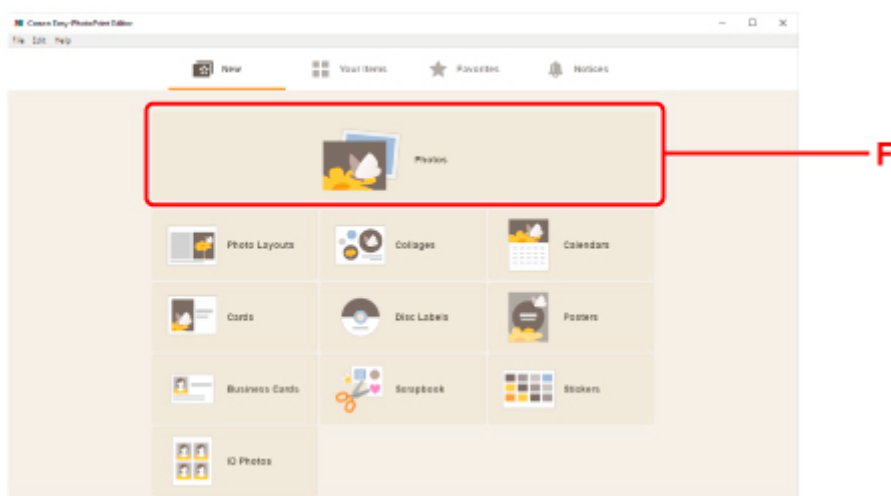 Canon Easy-PhotoPrint Editor
File Edit Help
New Your Items Favorites Notices
Photos
F
Photo Layouts Collages Calendars
Cards Disc Labels Posters
Business Cards Scrapbook Stickers
ID Photos